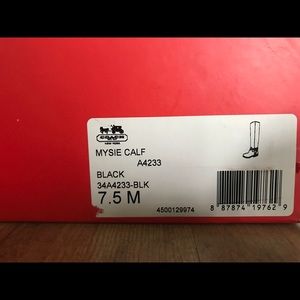 COACH
NEW YORK
MYSIE CALF
A4233
BLACK
34A4233-BLK
7.5 M
4500129974
8 87874 19762 9